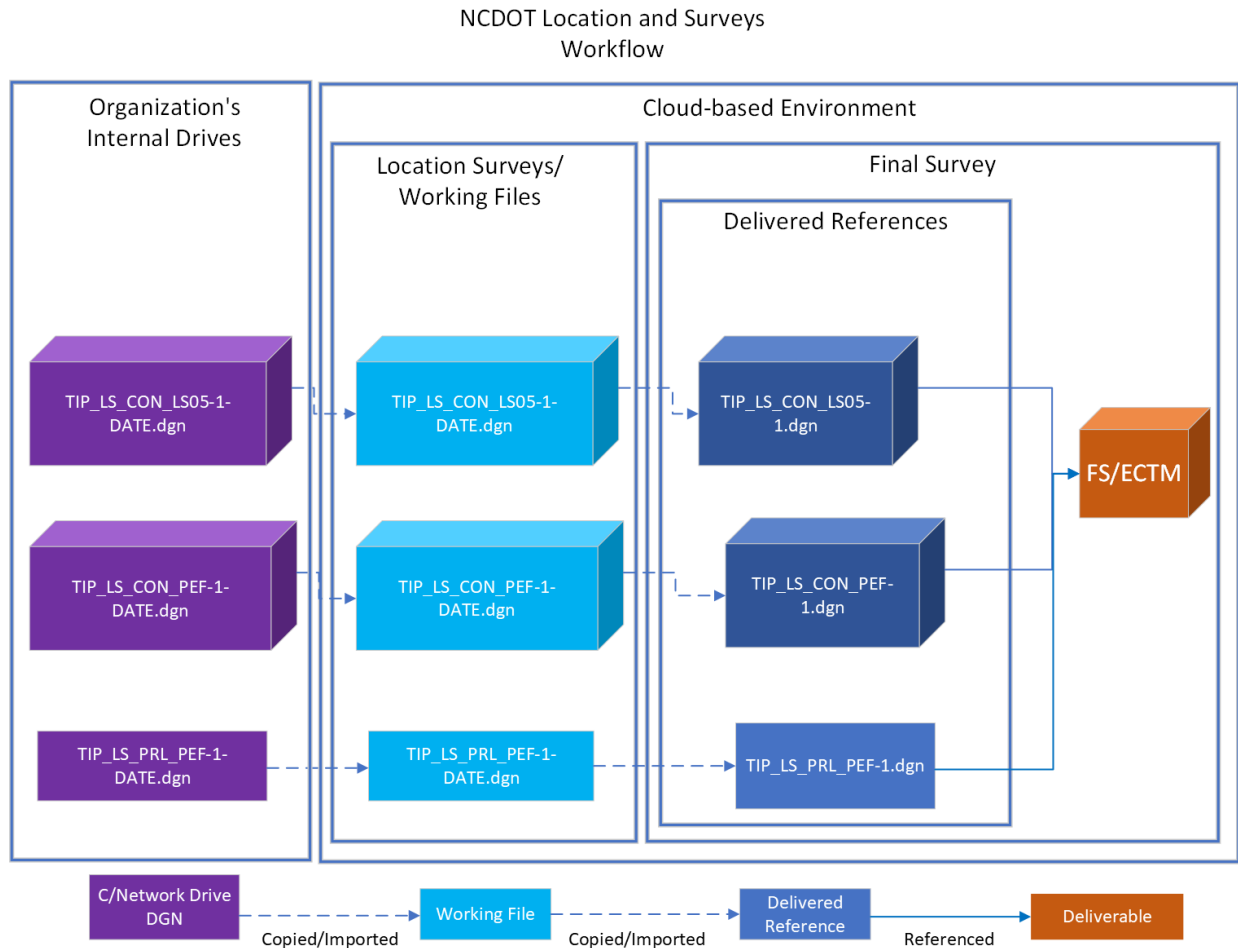 NCDOT Location and Surveys
Workflow
Organization's
Internal Drives
Cloud-based Environment
Location Surveys/
Working Files
Final Survey
Delivered References
TIP_LS_CON_LS05-1-
DATE.dgn
TIP_LS_CON_LS05-1-
DATE.dgn
TIP_LS_CON_LS05-
1.dgn
FS/ECTM
TIP_LS_CON_PEF-1-
DATE.dgn
TIP_LS_CON_PEF-1-
DATE.dgn
TIP_LS_CON_PEF-
1.dgn
TIP_LS_PRL_PEF-1-
DATE.dgn
TIP_LS_PRL_PEF-1-
DATE.dgn
TIP_LS_PRL_PEF-1.dgn
C/Network Drive
DGN
Copied/Imported
Working File
Copied/Imported
Delivered
Reference
Referenced
Deliverable